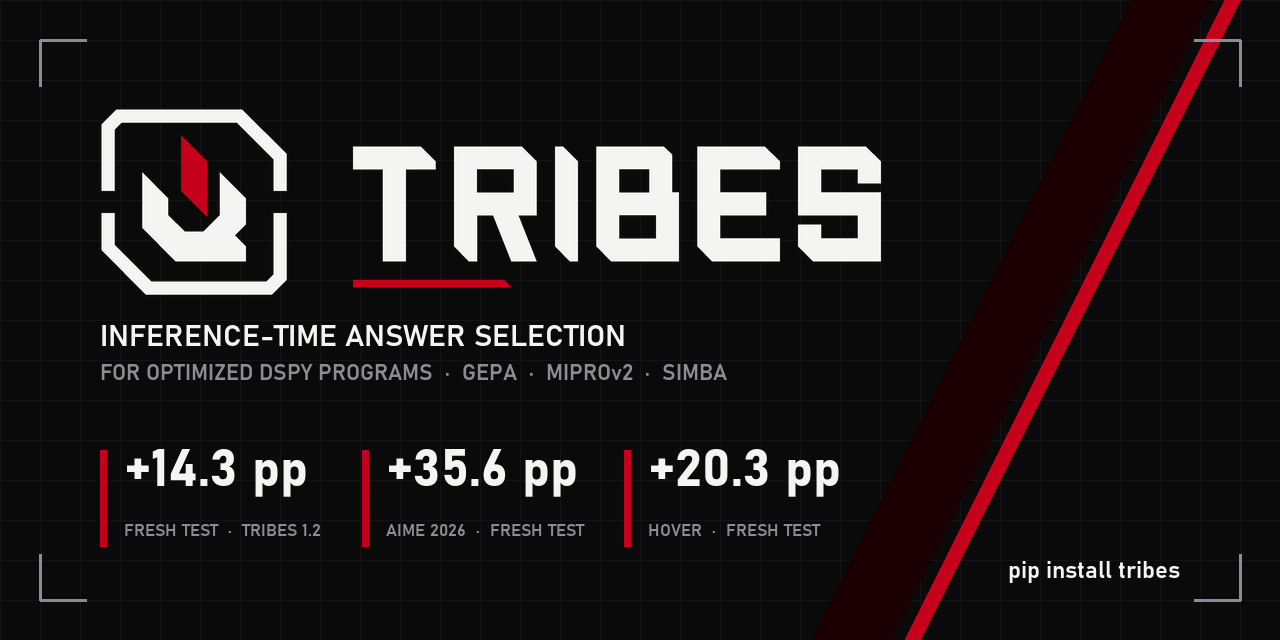 TRIBES
INFERENCE-TIME ANSWER SELECTION
FOR OPTIMIZED DSPY PROGRAMS · GEPA · MIPROv2 · SIMBA
+14.3 pp
FRESH TEST · TRIBES 1.2
+35.6 pp
AIME 2026 · FRESH TEST
+20.3 pp
HOVER · FRESH TEST
pip install tribes